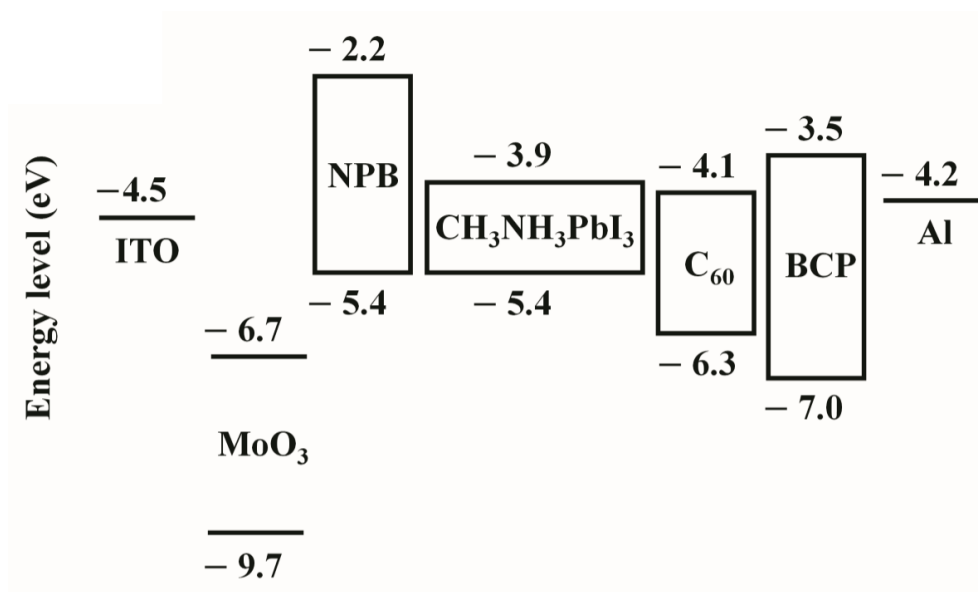 Energy level (eV)
−4.5
ITO
− 6.7
MoO₃
− 9.7
− 2.2
NPB
− 5.4
− 3.9
CH₃NH₃PbI₃
− 5.4
− 4.1
C₆₀
− 6.3
− 3.5
BCP
− 7.0
− 4.2
Al